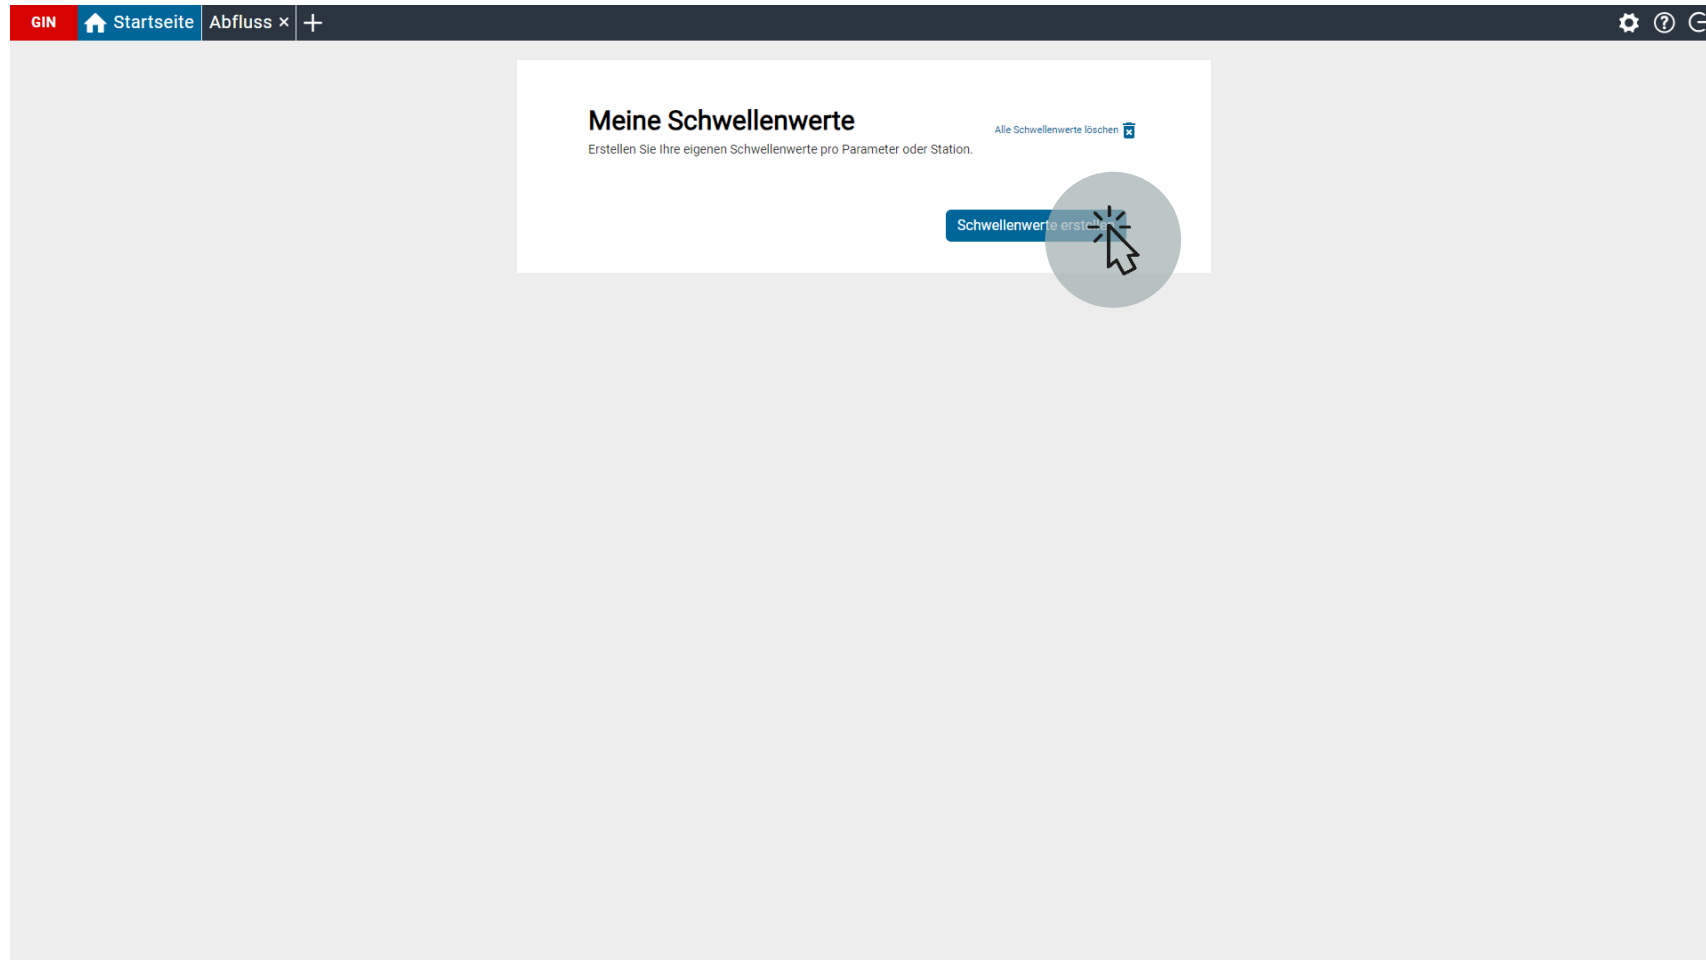 GIN Startseite Abfluss × +
Meine Schwellenwerte
Alle Schwellenwerte löschen
Erstellen Sie Ihre eigenen Schwellenwerte pro Parameter oder Station.
Schwellenwerte erstellen